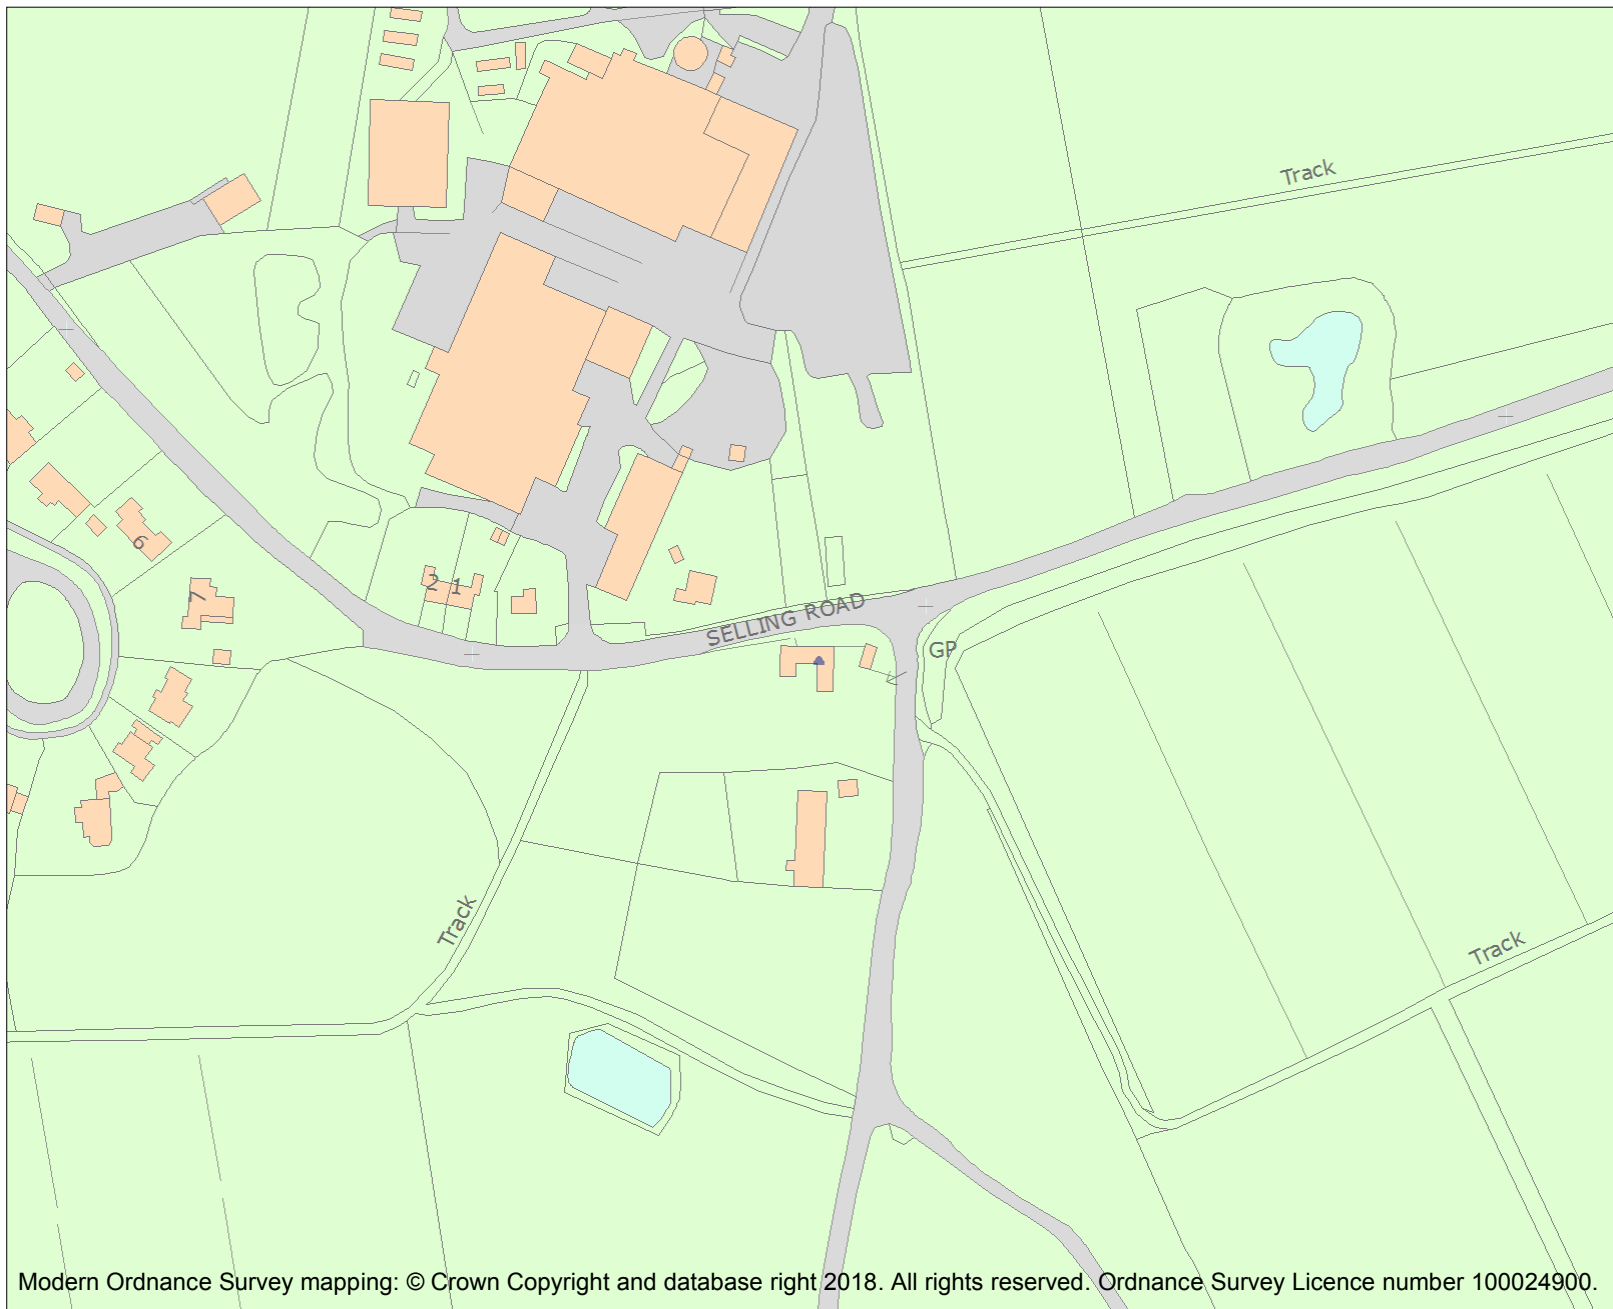 Track
6
2 1
7
SELLING ROAD
GP
Track
Track
Modern Ordnance Survey mapping: © Crown Copyright and database right 2018. All rights reserved. Ordnance Survey Licence number 100024900.